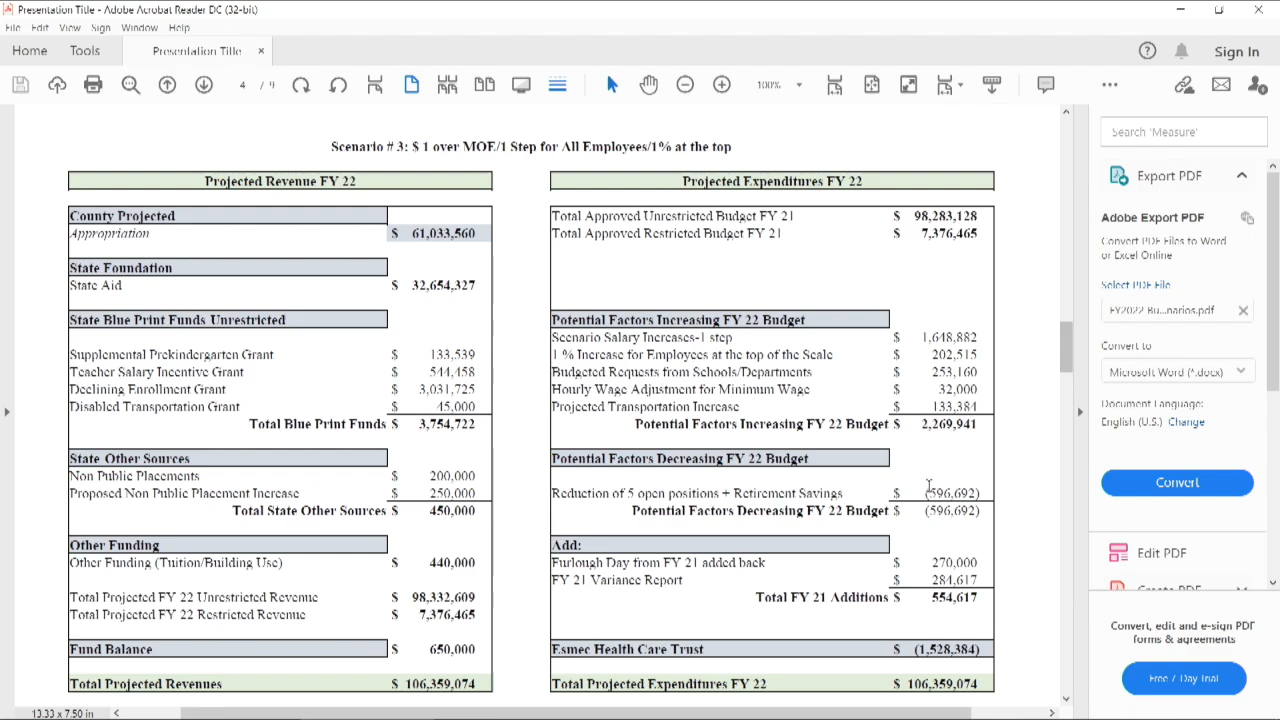 Presentation Title - Adobe Acrobat Reader DC (32-bit)
File Edit View Sign Window Help
Home Tools Presentation Title × Sign In
4 / 9 100%
Scenario # 3: $ 1 over MOE/1 Step for All Employees/1% at the top
Projected Revenue FY 22
County Projected
Appropriation $ 61,033,560
State Foundation
State Aid $ 32,654,327
State Blue Print Funds Unrestricted
Supplemental Prekindergarten Grant $ 133,539
Teacher Salary Incentive Grant $ 544,458
Declining Enrollment Grant $ 3,031,725
Disabled Transportation Grant $ 45,000
Total Blue Print Funds $ 3,754,722
State Other Sources
Non Public Placements $ 200,000
Proposed Non Public Placement Increase $ 250,000
Total State Other Sources $ 450,000
Other Funding
Other Funding (Tuition/Building Use) $ 440,000
Total Projected FY 22 Unrestricted Revenue $ 98,332,609
Total Projected FY 22 Restricted Revenue $ 7,376,465
Fund Balance $ 650,000
Total Projected Revenues $ 106,359,074
Projected Expenditures FY 22
Total Approved Unrestricted Budget FY 21 $ 98,283,128
Total Approved Restricted Budget FY 21 $ 7,376,465
Potential Factors Increasing FY 22 Budget
Scenario Salary Increases-1 step $ 1,648,882
1 % Increase for Employees at the top of the Scale $ 202,515
Budgeted Requests from Schools/Departments $ 253,160
Hourly Wage Adjustment for Minimum Wage $ 32,000
Projected Transportation Increase $ 133,384
Potential Factors Increasing FY 22 Budget $ 2,269,941
Potential Factors Decreasing FY 22 Budget
Reduction of 5 open positions + Retirement Savings $ (596,692)
Potential Factors Decreasing FY 22 Budget $ (596,692)
Add:
Furlough Day from FY 21 added back $ 270,000
FY 21 Variance Report $ 284,617
Total FY 21 Additions $ 554,617
Esmec Health Care Trust $ (1,528,384)
Total Projected Expenditures FY 22 $ 106,359,074
Search 'Measure'
Export PDF
Adobe Export PDF
Convert PDF Files to Word
or Excel Online
Select PDF File
FY2022 Bu...narios.pdf
Convert to
Microsoft Word (*.docx)
Document Language:
English (U.S.) Change
Convert
Edit PDF
Convert, edit and e-sign PDF
forms & agreements
Free 7 Day Trial
13.33 x 7.50 in